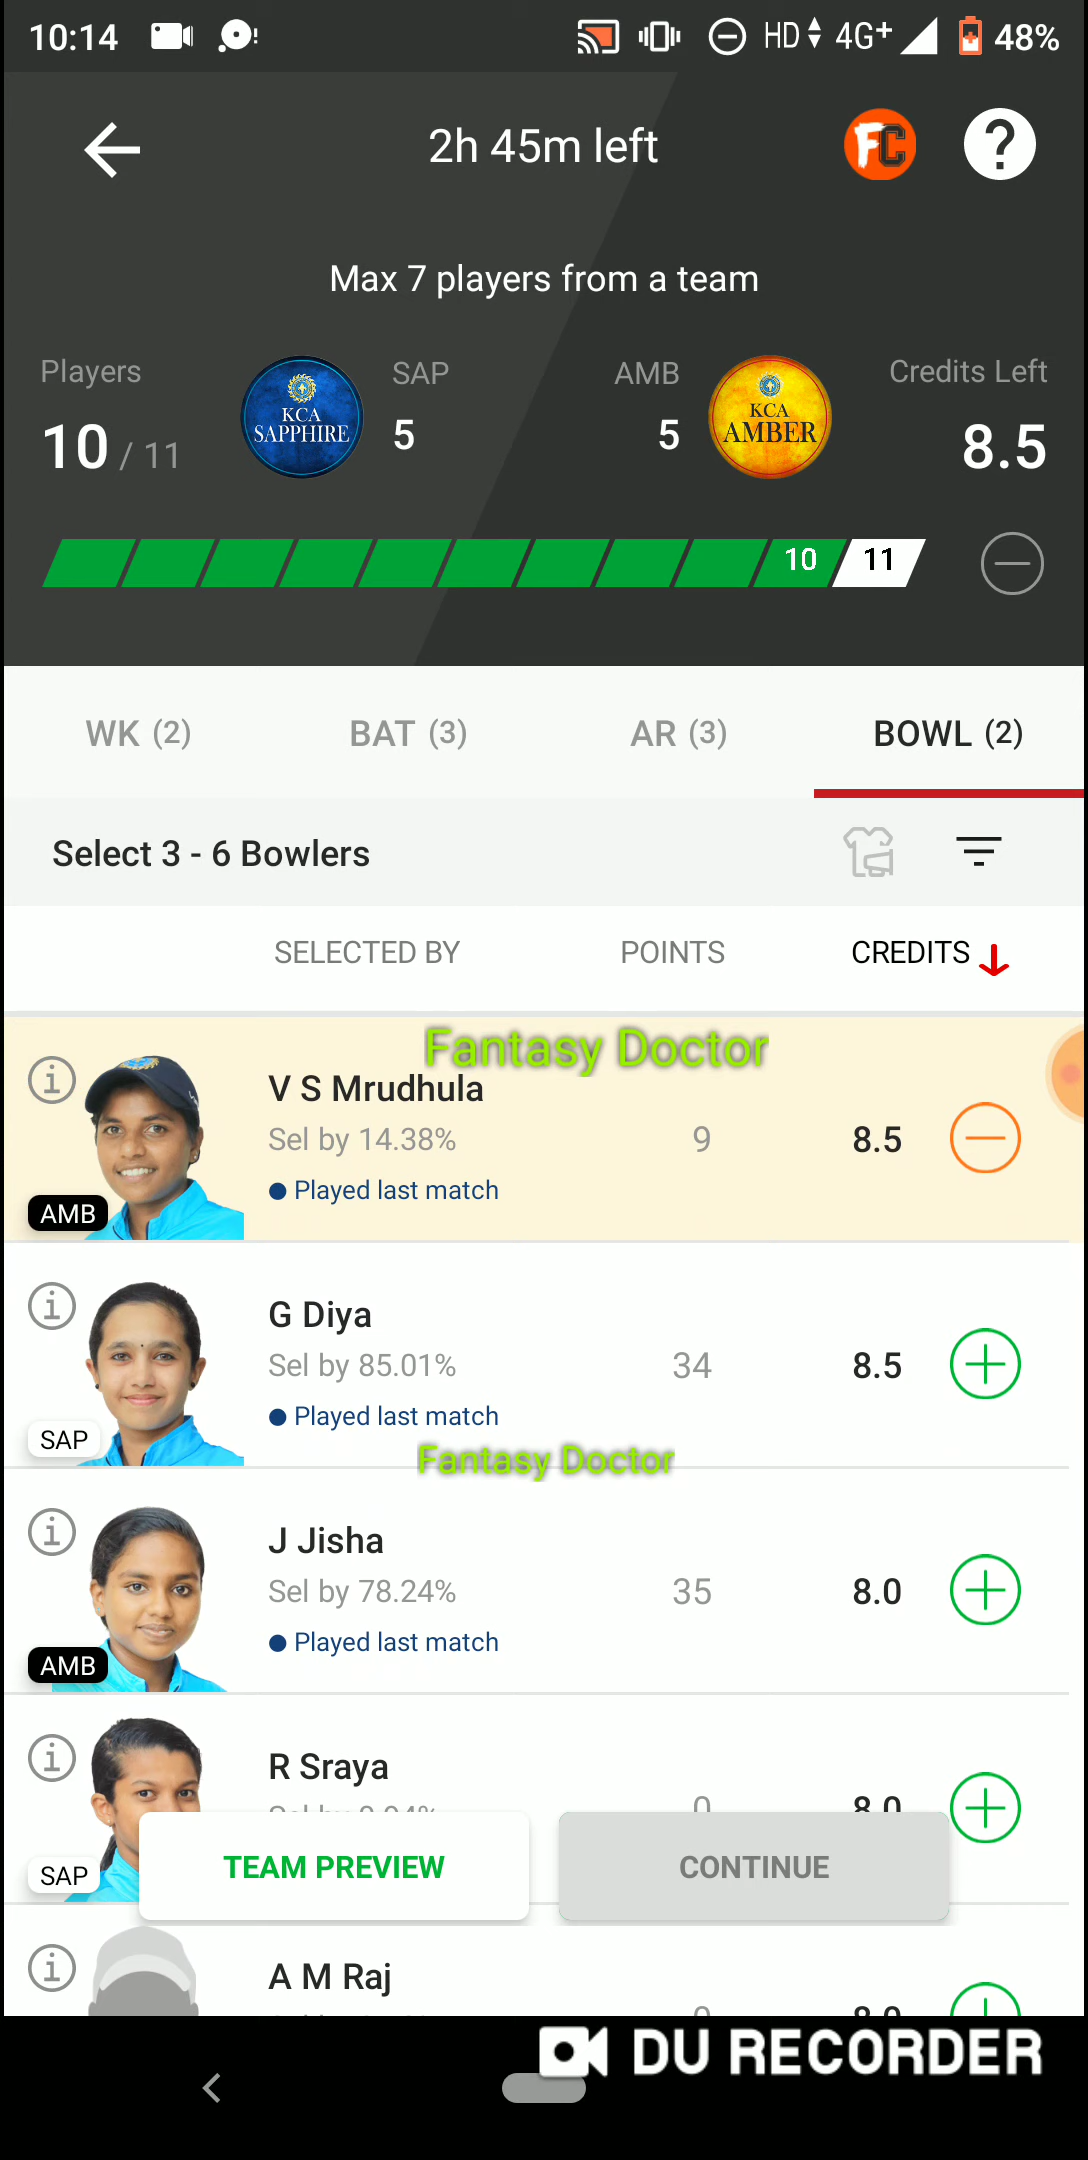 10:14
HD 4G+ 48%
2h 45m left
FC
?
Max 7 players from a team
Players
SAP
AMB
Credits Left
10 / 11
KCA
SAPPHIRE
5
5
KCA
AMBER
8.5
10
11
WK (2)
BAT (3)
AR (3)
BOWL (2)
Select 3 - 6 Bowlers
SELECTED BY
POINTS
CREDITS
Fantasy Doctor
V S Mrudhula
Sel by 14.38%
9
8.5
Played last match
AMB
G Diya
Sel by 85.01%
34
8.5
Played last match
SAP
Fantasy Doctor
J Jisha
Sel by 78.24%
35
8.0
Played last match
AMB
R Sraya
0
8.0
SAP
TEAM PREVIEW
CONTINUE
A M Raj
DU RECORDER